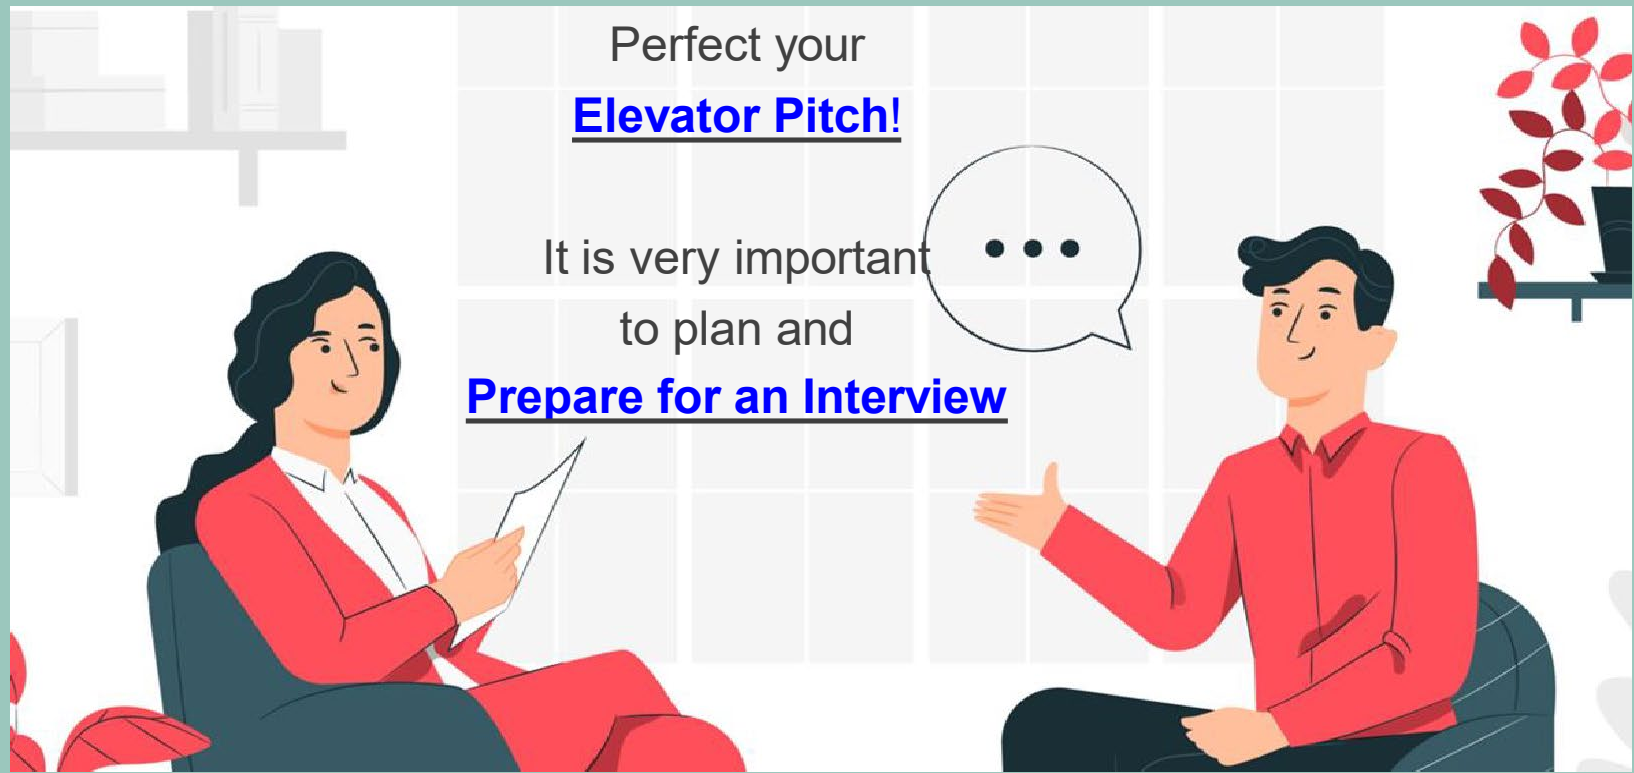 Perfect your
Elevator Pitch!
It is very important
to plan and
Prepare for an Interview